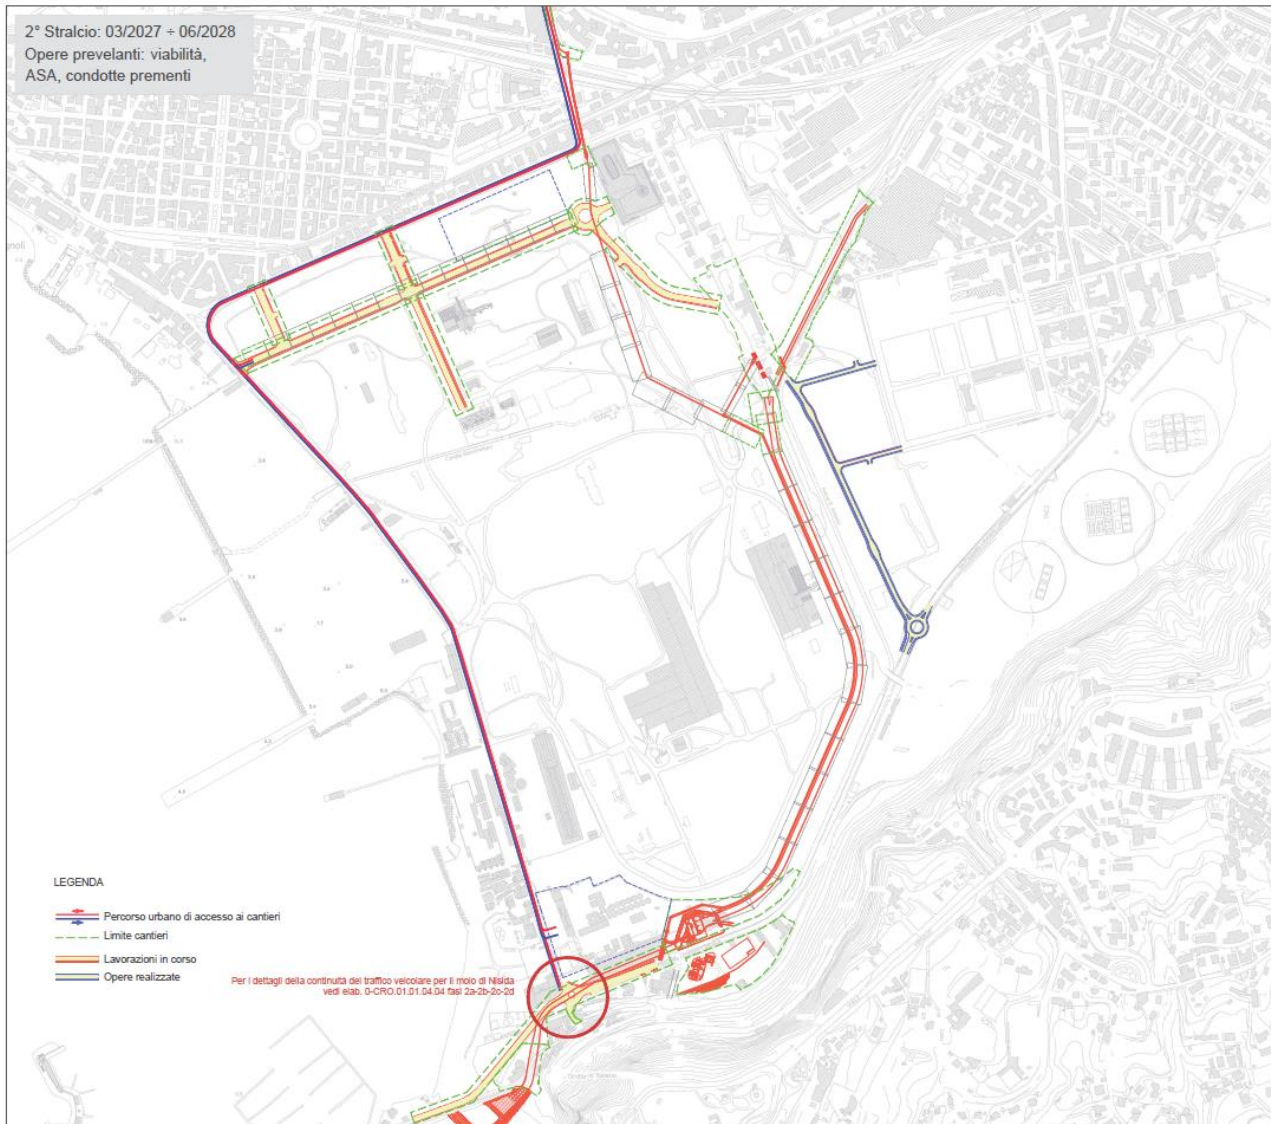 2° Stralcio: 03/2027 ÷ 06/2028
Opere prevelanti: viabilità,
ASA, condotte prementi
gnoli
LEGENDA
Percorso urbano di accesso ai cantieri
Limite cantieri
Lavorazioni in corso
Opere realizzate
Per i dettagli della continuità del traffico veicolare per il molo di Nisida
vedi elab. 0-CRO.01.01.04.04 fasi 2a-2b-2c-2d